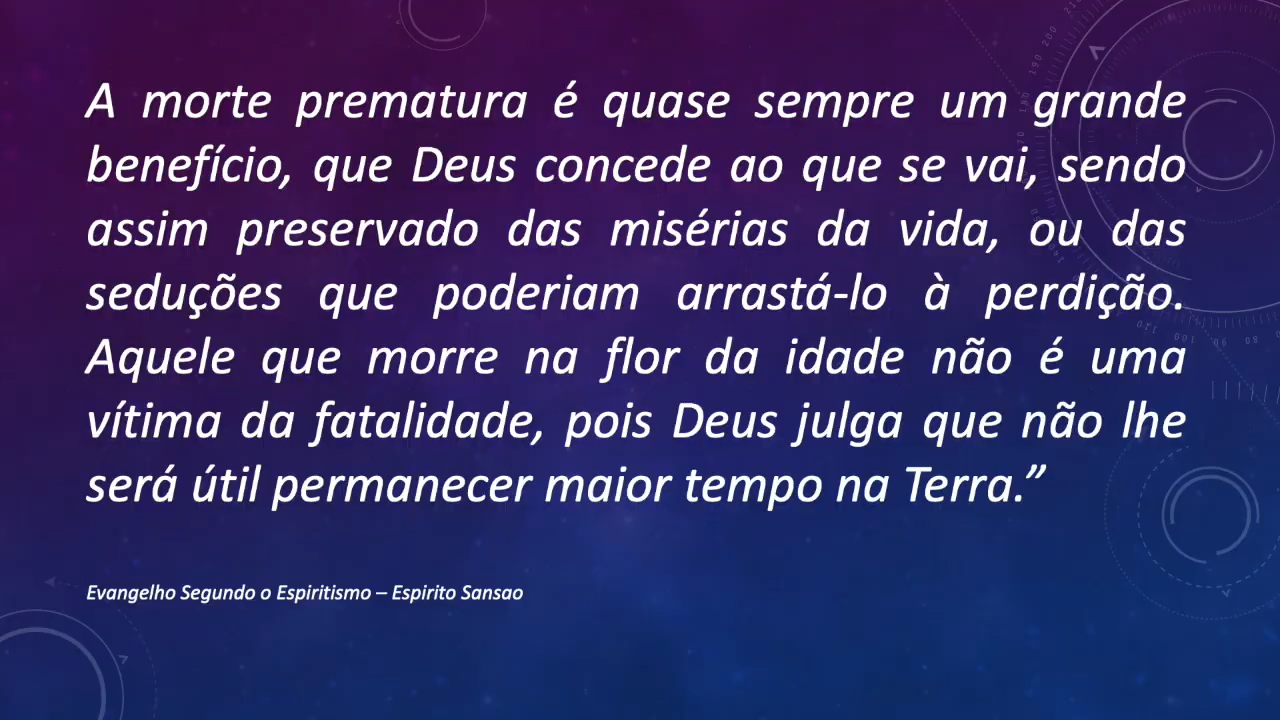 A morte prematura é quase sempre um grande
benefício, que Deus concede ao que se vai, sendo
assim preservado das misérias da vida, ou das
seduções que poderiam arrastá-lo à perdição.
Aquele que morre na flor da idade não é uma
vítima da fatalidade, pois Deus julga que não lhe
será útil permanecer maior tempo na Terra.”
Evangelho Segundo o Espiritismo – Espirito Sansao